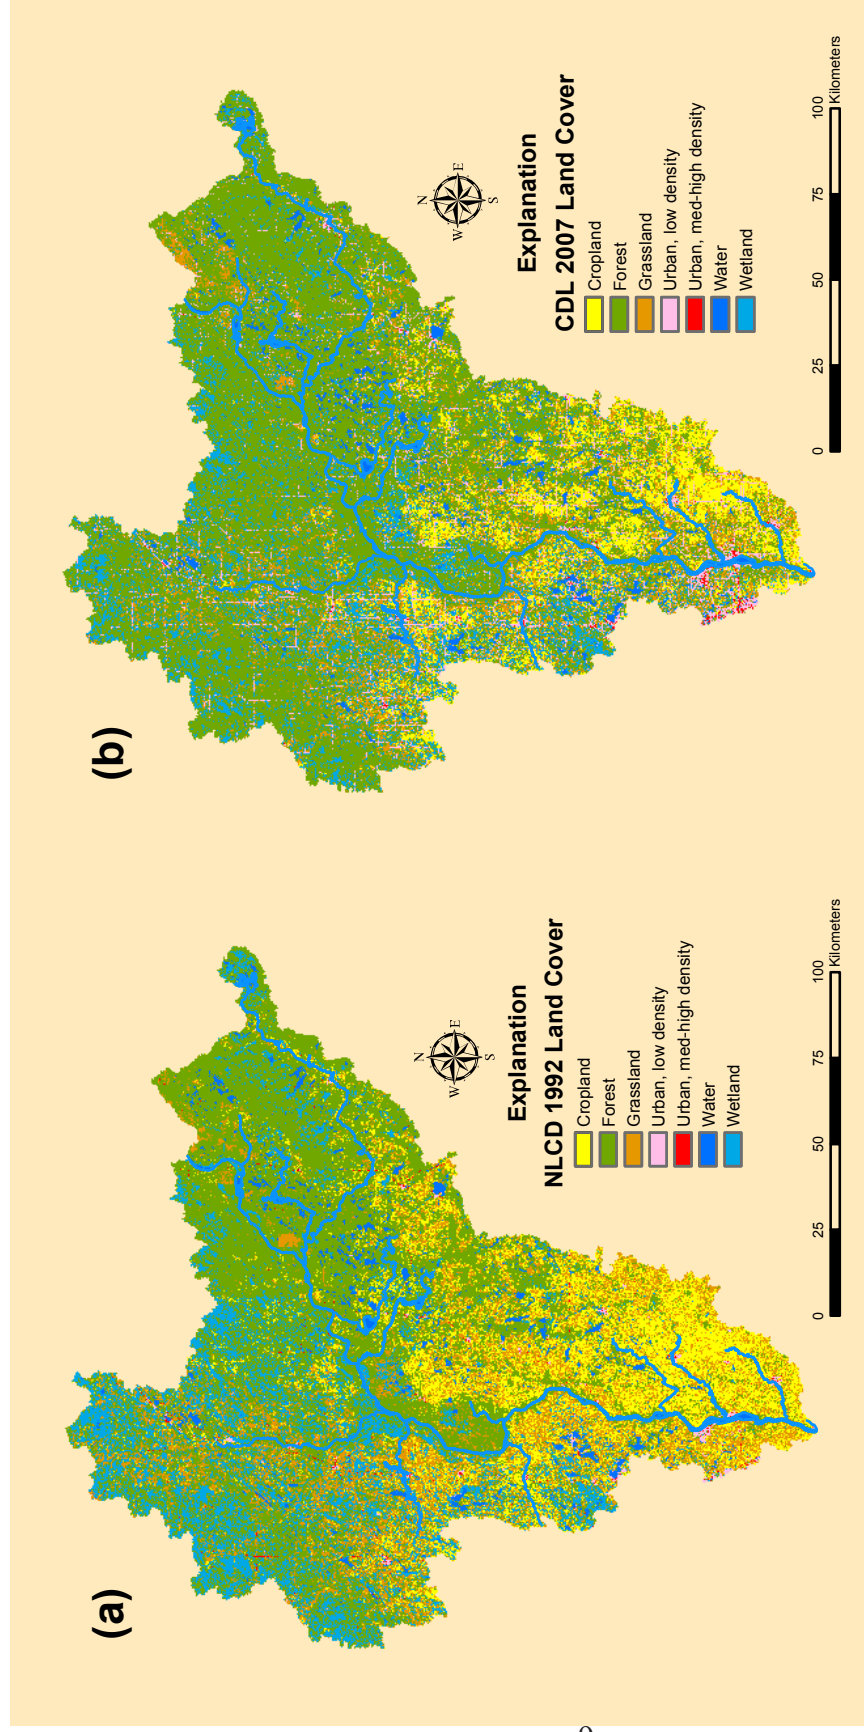 (a)
N
W
E
S
Explanation
NLCD 1992 Land Cover
Cropland
Forest
Grassland
Urban, low density
Urban, med-high density
Water
Wetland
0
25
50
75
100
Kilometers
(b)
N
W
E
S
Explanation
CDL 2007 Land Cover
Cropland
Forest
Grassland
Urban, low density
Urban, med-high density
Water
Wetland
0
25
50
75
100
Kilometers